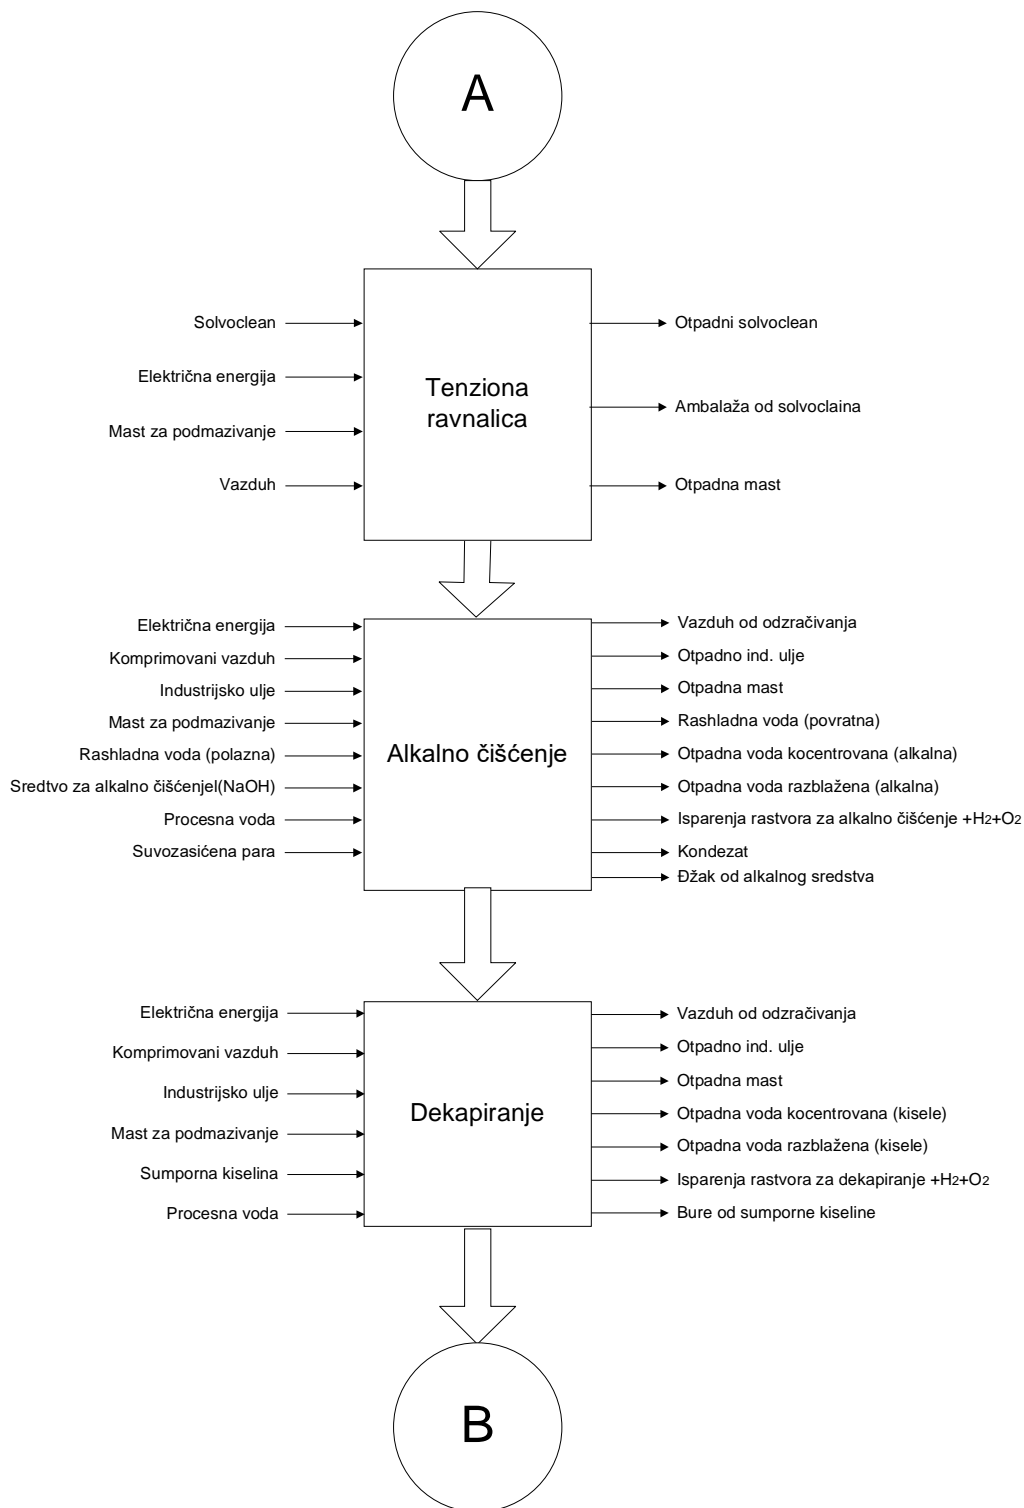 A
Solvoclean
Električna energija
Mast za podmazivanje
Vazduh
Tenziona
ravnalica
Otpadni solvoclean
Ambalaža od solvoclaina
Otpadna mast
Električna energija
Komprimovani vazduh
Industrijsko ulje
Mast za podmazivanje
Rashladna voda (polazna)
Sredtvo za alkalno čišćenjel(NaOH)
Procesna voda
Suvozasićena para
Alkalno čišćenje
Vazduh od odzračivanja
Otpadno ind. ulje
Otpadna mast
Rashladna voda (povratna)
Otpadna voda kocentrovana (alkalna)
Otpadna voda razblažena (alkalna)
Isparenja rastvora za alkalno čišćenje +H2+O2
Kondezat
Đžak od alkalnog sredstva
Električna energija
Komprimovani vazduh
Industrijsko ulje
Mast za podmazivanje
Sumporna kiselina
Procesna voda
Dekapiranje
Vazduh od odzračivanja
Otpadno ind. ulje
Otpadna mast
Otpadna voda kocentrovana (kisele)
Otpadna voda razblažena (kisele)
Isparenja rastvora za dekapiranje +H2+O2
Bure od sumporne kiseline
B